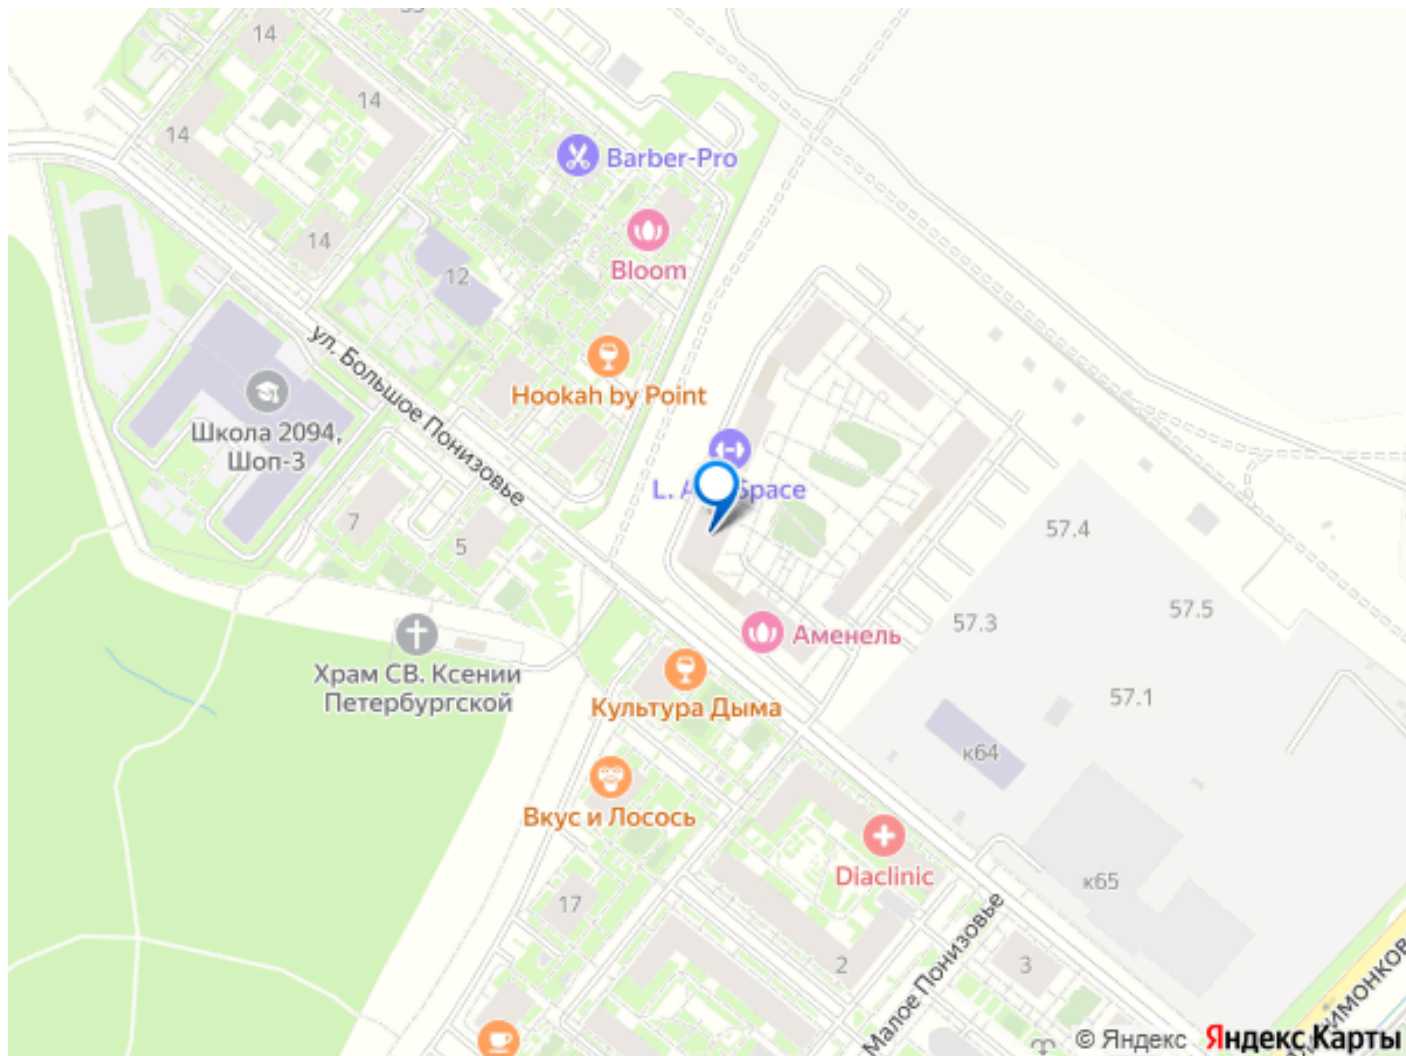 14
14
14
Barber-Pro
14
Bloom
12
ул. Большое Понизовье
Hookah by Point
Школа 2094,
Шоп-3
L. A. Space
7
5
57.4
57.5
57.3
Аменель
Храм СВ. Ксении
Петербургской
Культура Дыма
57.1
к64
Вкус и Лосось
Diaclinic
к65
17
Малое Понизовье
2
3
© Яндекс Яндекс Карты